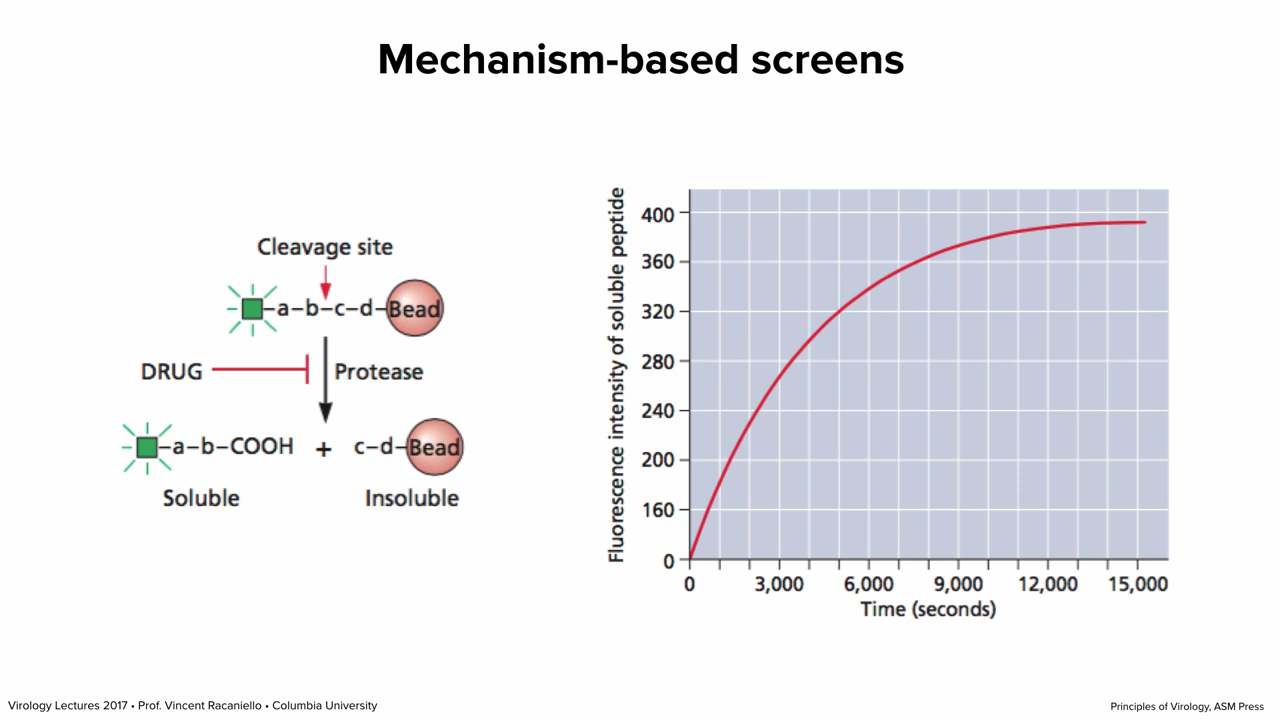 Mechanism-based screens
Cleavage site
a–b–c–d–Bead
DRUG
Protease
a–b–COOH + c–d–Bead
Soluble
Insoluble
Fluorescence intensity of soluble peptide
400
360
320
280
240
200
160
0
0 3,000 6,000 9,000 12,000 15,000
Time (seconds)
Virology Lectures 2017 • Prof. Vincent Racaniello • Columbia University
Principles of Virology, ASM Press